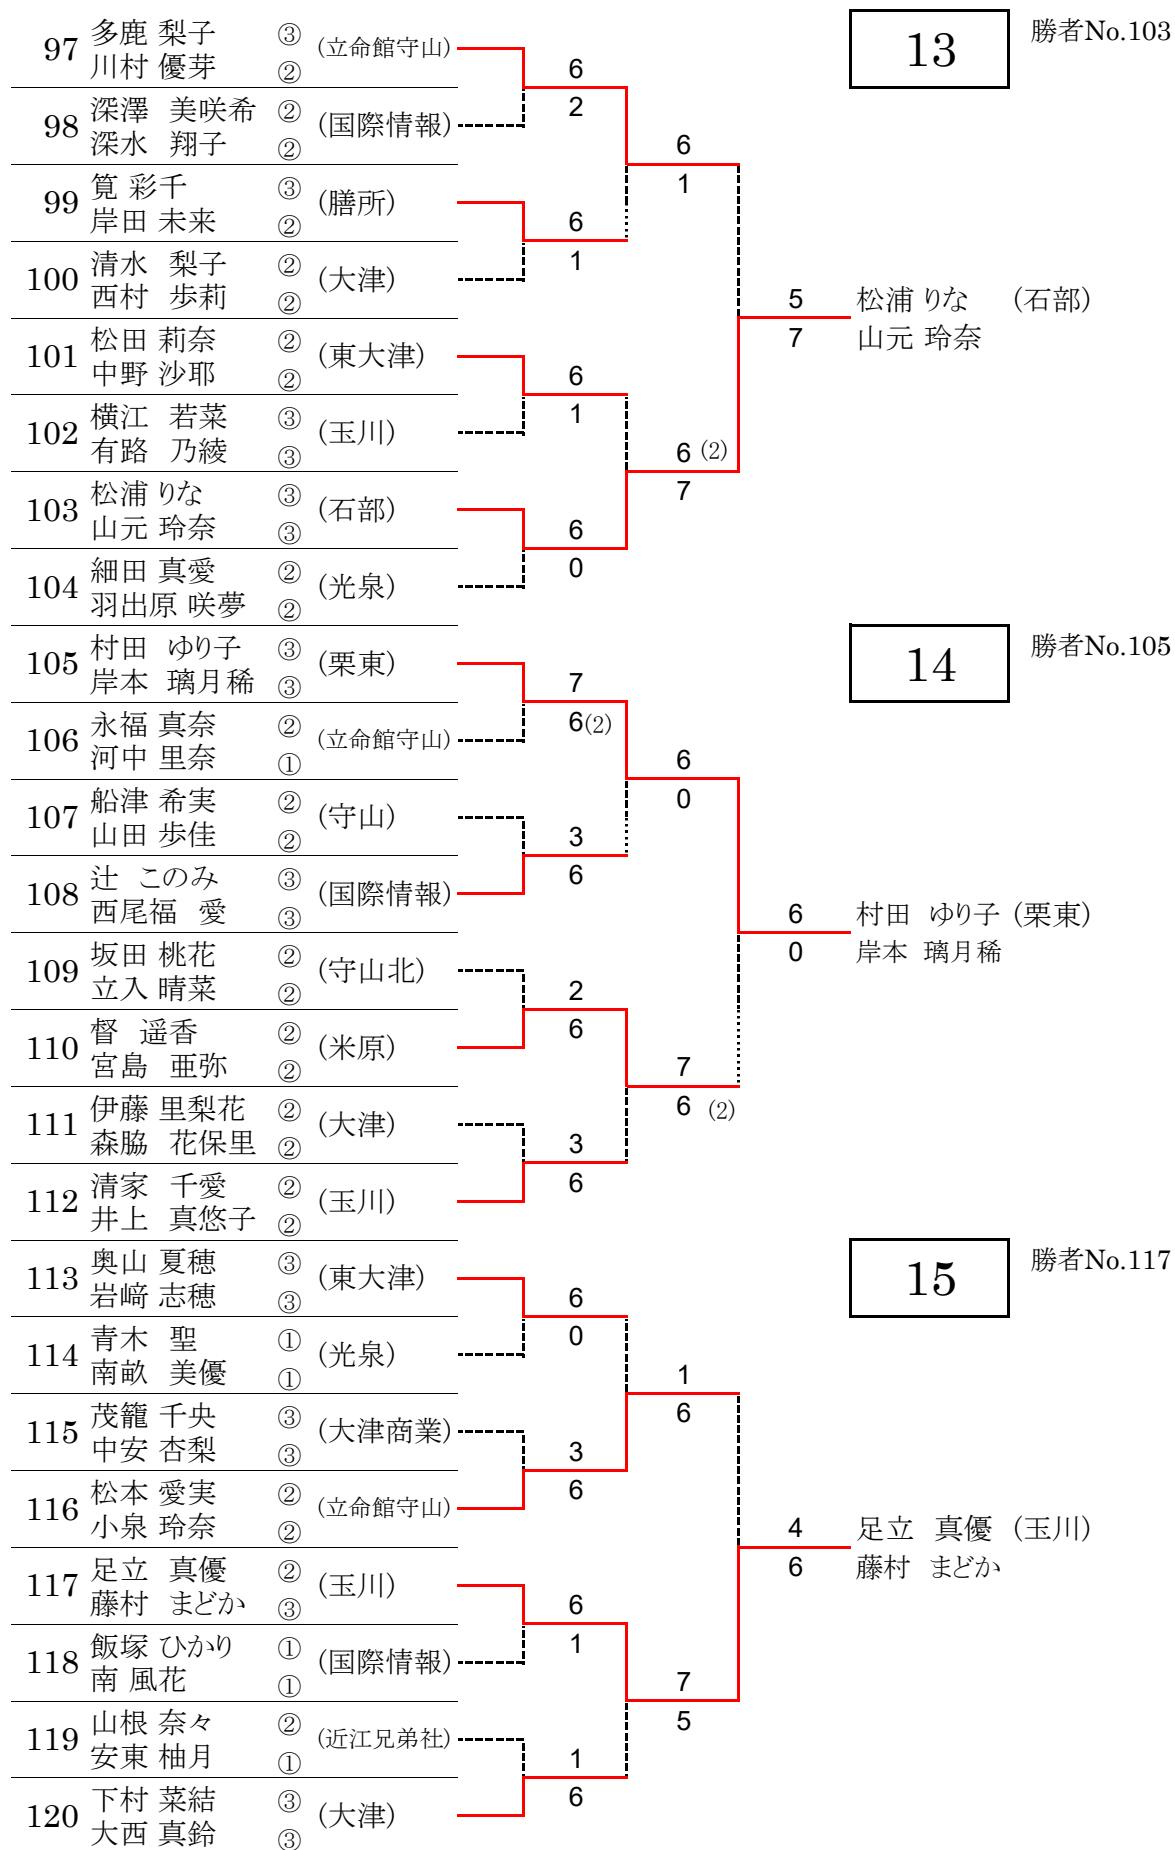 13 勝者No.103
97 多鹿 梨子 ③ (立命館守山)
川村 優芽 ②
6
2
98 深澤 美咲希 ② (国際情報)
深水 翔子 ②
6
1
99 筧 彩千 ③ (膳所)
岸田 未来 ②
6
1
100 清水 梨子 ② (大津)
西村 歩莉 ②
5 松浦 りな (石部)
7 山元 玲奈
101 松田 莉奈 ② (東大津)
中野 沙耶 ②
6
1
102 横江 若菜 ③ (玉川)
有路 乃綾 ③
6 (2)
7
103 松浦 りな ③ (石部)
山元 玲奈 ③
6
0
104 細田 真愛 ② (光泉)
羽出原 咲夢 ②
14 勝者No.105
105 村田 ゆり子 ③ (栗東)
岸本 璃月稀 ③
7
6(2)
106 永福 真奈 ② (立命館守山)
河中 里奈 ①
6
0
107 船津 希実 ② (守山)
山田 歩佳 ②
3
6
108 辻 このみ ③ (国際情報)
西尾福 愛 ③
6 村田 ゆり子 (栗東)
0 岸本 璃月稀
109 坂田 桃花 ② (守山北)
立入 晴菜 ②
2
6
110 督 遥香 ② (米原)
宮島 亜弥 ②
7
6 (2)
111 伊藤 里梨花 ② (大津)
森脇 花保里 ②
3
6
112 清家 千愛 ② (玉川)
井上 真悠子 ②
15 勝者No.117
113 奥山 夏穂 ③ (東大津)
岩﨑 志穂 ③
6
0
114 青木 聖 ① (光泉)
南畝 美優 ①
1
6
115 茂籠 千央 ③ (大津商業)
中安 杏梨 ③
3
6
116 松本 愛実 ② (立命館守山)
小泉 玲奈 ②
4 足立 真優 (玉川)
6 藤村 まどか
117 足立 真優 ② (玉川)
藤村 まどか ③
6
1
118 飯塚 ひかり ① (国際情報)
南 風花 ①
7
5
119 山根 奈々 ② (近江兄弟社)
安東 柚月 ①
1
6
120 下村 菜結 ③ (大津)
大西 真鈴 ③